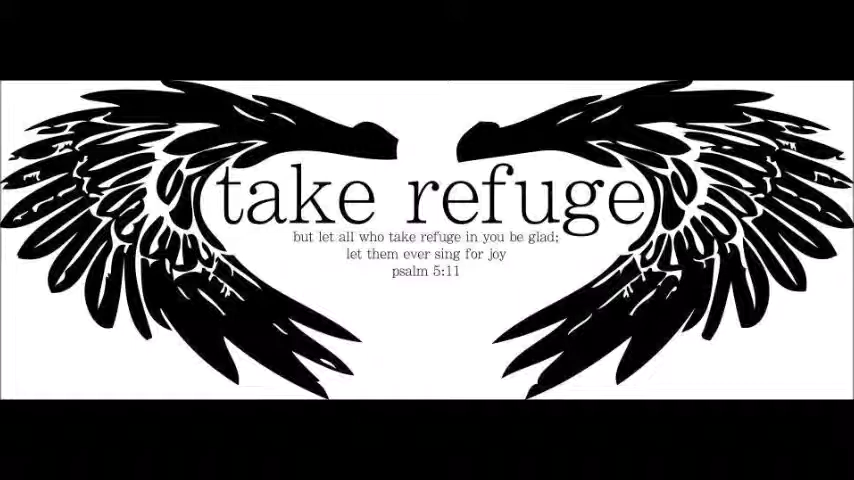 take refuge
but let all who take refuge in you be glad;
let them ever sing for joy
psalm 5:11